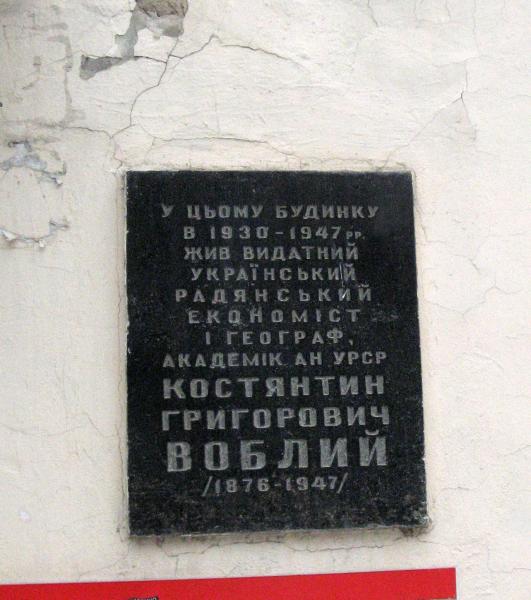 У ЦЬОМУ БУДИНКУ
В 1930-1947 РР.
ЖИВ ВИДАТНИЙ
УКРАЇНСЬКИЙ
РАДЯНСЬКИЙ
ЕКОНОМІСТ
І ГЕОГРАФ,
АКАДЕМІК АН УРСР
КОСТЯНТИН
ГРИГОРОВИЧ
ВОБЛИЙ
/1876-1947/